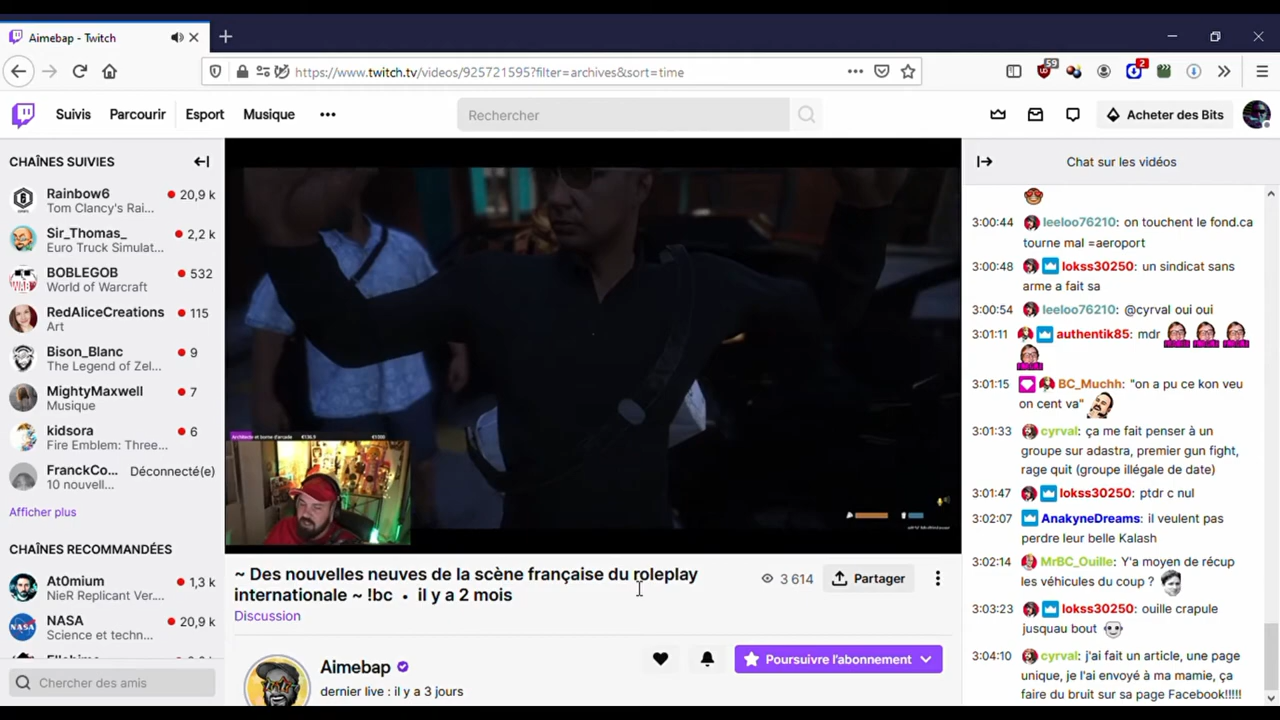 Aimebap - Twitch
https://www.twitch.tv/videos/925721595?filter=archives&sort=time
59
2
Suivis
Parcourir
Esport
Musique
Rechercher
Acheter des Bits
CHAÎNES SUIVIES
Rainbow6
20,9 k
Tom Clancy's Rai...
Sir_Thomas_
2,2 k
Euro Truck Simulat...
BOBLEGOB
532
World of Warcraft
RedAliceCreations
115
Art
Bison_Blanc
9
The Legend of Zel...
MightyMaxwell
7
Musique
kidsora
6
Fire Emblem: Three...
FranckCo...
Déconnecté(e)
10 nouvell...
Afficher plus
CHAÎNES RECOMMANDÉES
At0mium
1,3 k
NieR Replicant Ver...
NASA
20,9 k
Science et techn...
Chercher des amis
~ Des nouvelles neuves de la scène française du roleplay
internationale ~ !bc • il y a 2 mois
3 614
Partager
Discussion
Aimebap
dernier live : il y a 3 jours
Poursuivre l'abonnement
Chat sur les vidéos
3:00:44 leeloo76210: on touchent le fond.ca
tourne mal =aeroport
3:00:48 lokss30250: un sindicat sans
arme a fait sa
3:00:54 leeloo76210: @cyrval oui oui
3:01:11 authentik85: mdr
3:01:15 BC_Muchh: "on a pu ce kon veu
on cent va"
3:01:33 cyrval: ça me fait penser à un
groupe sur adastra, premier gun fight,
rage quit (groupe illégale de date)
3:01:47 lokss30250: ptdr c nul
3:02:07 AnakyneDreams: il veulent pas
perdre leur belle Kalash
3:02:14 MrBC_Ouille: Y'a moyen de récup
les véhicules du coup ?
3:03:23 lokss30250: ouille crapule
jusquau bout
3:04:10 cyrval: j'ai fait un article, une page
unique, je l'ai envoyé à ma mamie, ça
faire du bruit sur sa page Facebook!!!!!